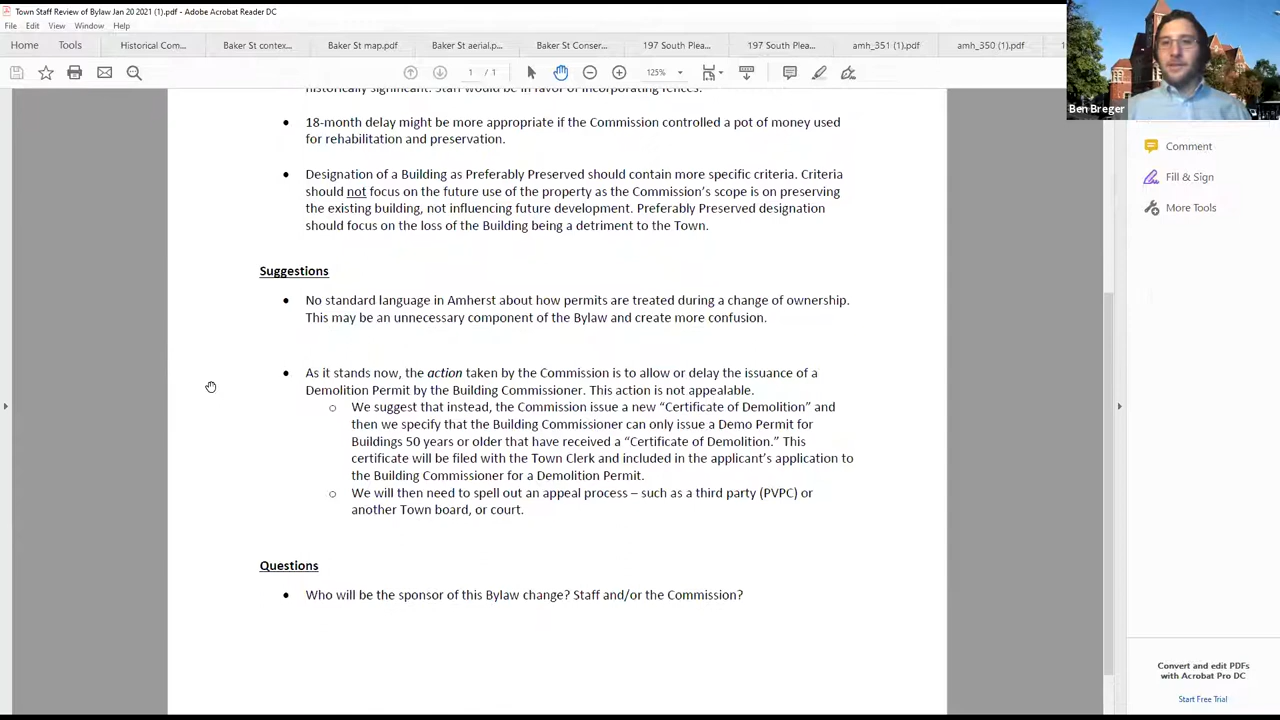 Town Staff Review of Bylaw Jan 20 2021 (1).pdf - Adobe Acrobat Reader DC
File Edit View Window Help
Home Tools Historical Com... Baker St contex... Baker St map.pdf Baker St aerial.p... Baker St Conser... 197 South Plea... 197 South Plea... amh_351 (1).pdf amh_350 (1).pdf
1 / 1 125%
Ben Breger
historically significant. Staff would be in favor of incorporating fences.
• 18-month delay might be more appropriate if the Commission controlled a pot of money used
for rehabilitation and preservation.
• Designation of a Building as Preferably Preserved should contain more specific criteria. Criteria
should not focus on the future use of the property as the Commission's scope is on preserving
the existing building, not influencing future development. Preferably Preserved designation
should focus on the loss of the Building being a detriment to the Town.
Suggestions
• No standard language in Amherst about how permits are treated during a change of ownership.
This may be an unnecessary component of the Bylaw and create more confusion.
• As it stands now, the action taken by the Commission is to allow or delay the issuance of a
Demolition Permit by the Building Commissioner. This action is not appealable.
o We suggest that instead, the Commission issue a new “Certificate of Demolition” and
then we specify that the Building Commissioner can only issue a Demo Permit for
Buildings 50 years or older that have received a “Certificate of Demolition.” This
certificate will be filed with the Town Clerk and included in the applicant's application to
the Building Commissioner for a Demolition Permit.
o We will then need to spell out an appeal process – such as a third party (PVPC) or
another Town board, or court.
Questions
• Who will be the sponsor of this Bylaw change? Staff and/or the Commission?
Comment
Fill & Sign
More Tools
Convert and edit PDFs
with Acrobat Pro DC
Start Free Trial